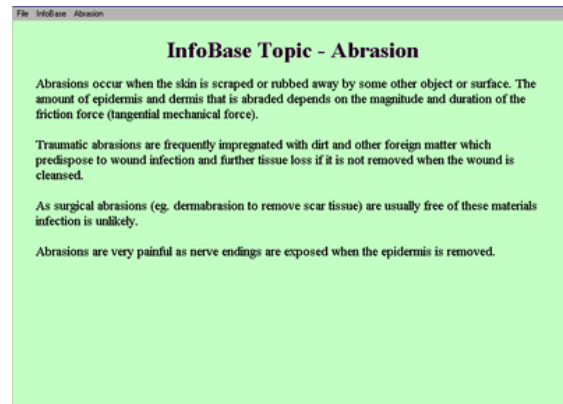 File InfoBase Abrasion
InfoBase Topic - Abrasion
Abrasions occur when the skin is scraped or rubbed away by some other object or surface. The
amount of epidermis and dermis that is abraded depends on the magnitude and duration of the
friction force (tangential mechanical force).
Traumatic abrasions are frequently impregnated with dirt and other foreign matter which
predispose to wound infection and further tissue loss if it is not removed when the wound is
cleansed.
As surgical abrasions (eg. dermabrasion to remove scar tissue) are usually free of these materials
infection is unlikely.
Abrasions are very painful as nerve endings are exposed when the epidermis is removed.